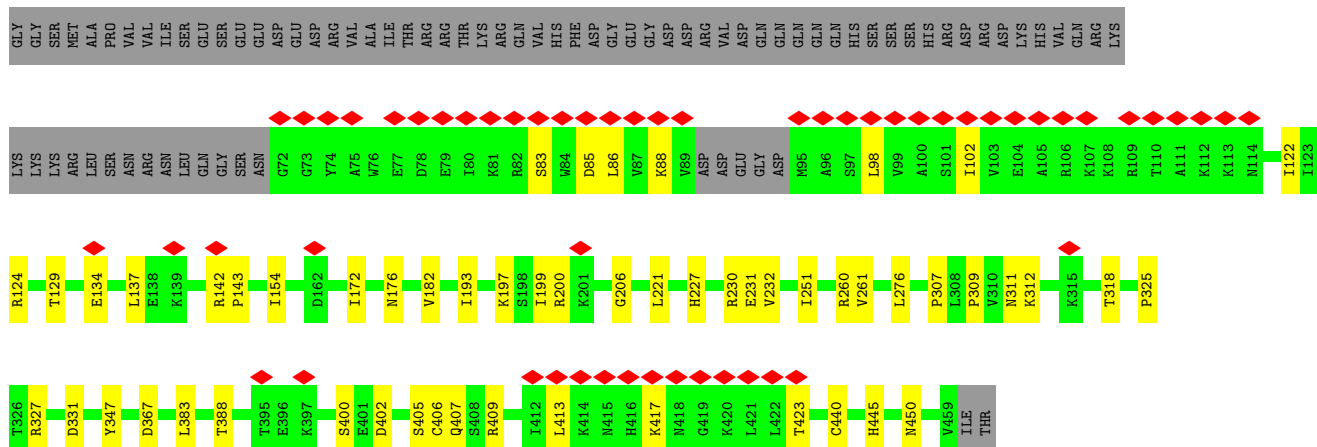 GLY GLY SER MET ALA PRO VAL VAL ILE SER GLU SER GLU GLU ASP GLU ASP ARG VAL ALA ILE THR ARG ARG THR LYS ARG GLN VAL HIS PHE ASP GLY GLU GLY ASP ASP ARG VAL ASP GLN GLN GLN GLN GLN HIS SER SER SER HIS ARG ASP ARG ASP LYS HIS VAL GLN ARG LYS
LYS LYS LYS ARG LEU SER ASN ARG ASN LEU GLN GLY SER ASN G72 G73 Y74 A75 W76 E77 D78 E79 I80 K81 R82 S83 W84 D85 L86 V87 K88 V89 ASP ASP GLU GLY ASP M95 A96 S97 L98 V99 A100 S101 I102 V103 E104 A105 R106 K107 K108 R109 T110 A111 K112 K113 N114 I122 I123
R124 T129 E134 L137 E138 K139 R142 P143 I154 D162 I172 N176 V182 I193 K197 S198 I199 R200 K201 G206 L221 H227 R230 E231 V232 I251 R260 V261 L276 P307 L308 P309 V310 N311 K312 K315 T318 P325
T326 R327 D331 Y347 D367 L383 T388 T395 E396 K397 S400 E401 D402 S405 C406 Q407 S408 R409 I412 L413 K414 N415 H416 K417 N418 G419 K420 L421 L422 T423 C440 H445 N450 V459 ILE THR